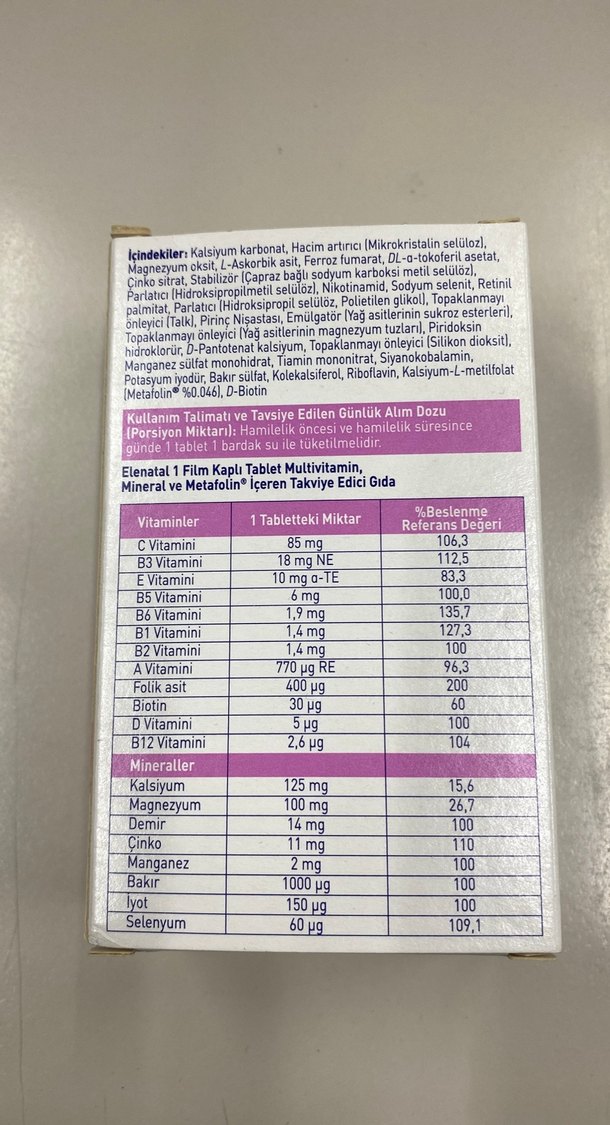 İçindekiler: Kalsiyum karbonat, Hacim artırıcı (Mikrokristalin selüloz),
Magnezyum oksit, L-Askorbik asit, Ferroz fumarat, DL-α-tokoferil asetat,
Çinko sitrat, Stabilizör (Çapraz bağlı sodyum karboksi metil selüloz),
Parlatıcı (Hidroksipropilmetil selüloz), Nikotinamid, Sodyum selenit, Retinil
palmitat, Parlatıcı (Hidroksipropil selüloz, Polietilen glikol), Topaklanmayı
önleyici (Talk), Pirinç Nişastası, Emülgatör (Yağ asitlerinin sukroz esterleri),
Topaklanmayı önleyici (Yağ asitlerinin magnezyum tuzları), Piridoksin
hidroklorür, D-Pantotenat kalsiyum, Topaklanmayı önleyici (Silikon dioksit),
Manganez sülfat monohidrat, Tiamin mononitrat, Siyanokobalamin,
Potasyum iyodür, Bakır sülfat, Kolekalsiferol, Riboflavin, Kalsiyum-L-metilfolat
(Metafolin® %0.046), D-Biotin
Kullanım Talimatı ve Tavsiye Edilen Günlük Alım Dozu
(Porsiyon Miktarı): Hamilelik öncesi ve hamilelik süresince
günde 1 tablet 1 bardak su ile tüketilmelidir.
Elenatal 1 Film Kaplı Tablet Multivitamin,
Mineral ve Metafolin® İçeren Takviye Edici Gıda
Vitaminler 1 Tabletteki Miktar %Beslenme
Referans Değeri
C Vitamini 85 mg 106,3
B3 Vitamini 18 mg NE 112,5
E Vitamini 10 mg α-TE 83,3
B5 Vitamini 6 mg 100,0
B6 Vitamini 1,9 mg 135,7
B1 Vitamini 1,4 mg 127,3
B2 Vitamini 1,4 mg 100
A Vitamini 770 µg RE 96,3
Folik asit 400 µg 200
Biotin 30 µg 60
D Vitamini 5 µg 100
B12 Vitamini 2,6 µg 104
Mineraller
Kalsiyum 125 mg 15,6
Magnezyum 100 mg 26,7
Demir 14 mg 100
Çinko 11 mg 110
Manganez 2 mg 100
Bakır 1000 µg 100
İyot 150 µg 100
Selenyum 60 µg 109,1